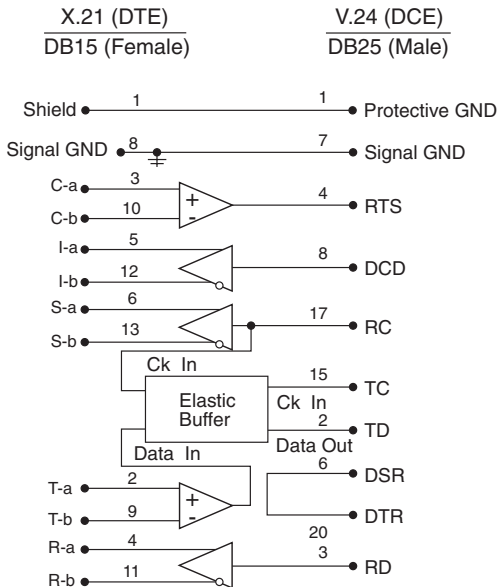 X.21 (DTE) V.24 (DCE)
DB15 (Female) DB25 (Male)
Shield 1 1 Protective GND
Signal GND 8 7 Signal GND
C-a 3
+ 4 RTS
C-b 10 -
I-a 5
8 DCD
I-b 12
S-a 6
17 RC
S-b 13
Ck In
15 TC
Elastic Ck In
Buffer 2 TD
Data Out
Data In
6 DSR
T-a 2
+
T-b 9 - DTR
20
R-a 4 3 RD
R-b 11